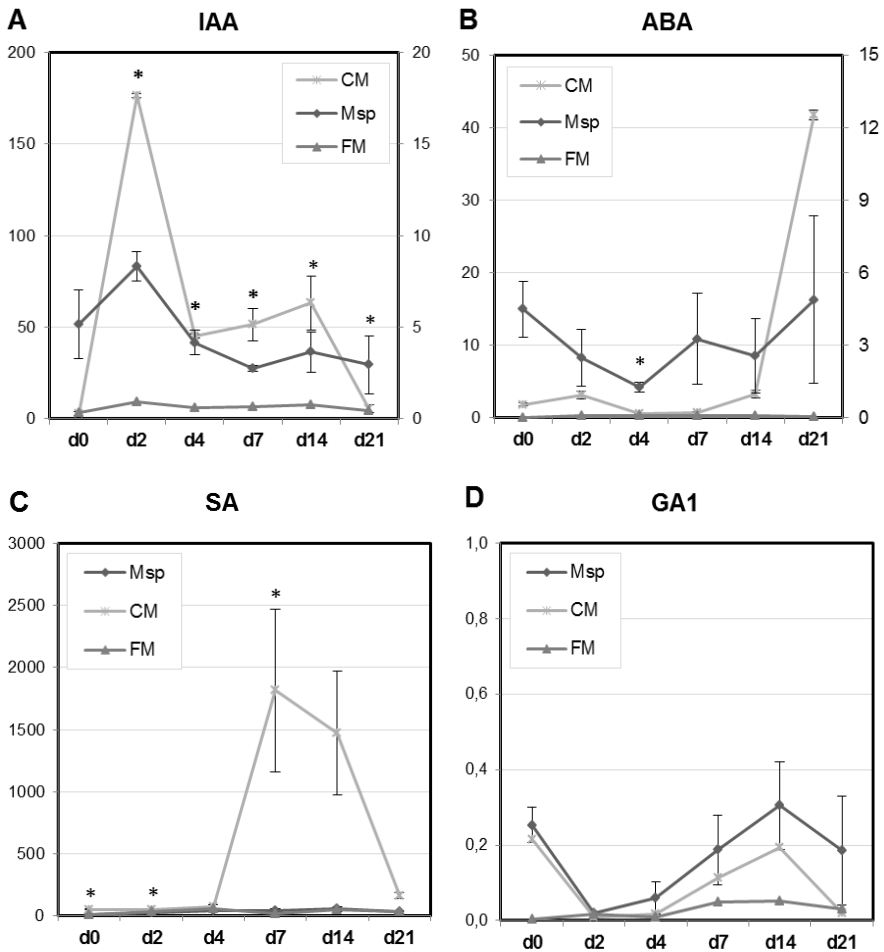 A
IAA
200
150
100
50
0
20
15
10
5
0
CM
Msp
FM
*
*
*
*
*
d0 d2 d4 d7 d14 d21
B
ABA
50
40
30
20
10
0
15
12
9
6
3
0
CM
Msp
FM
*
d0 d2 d4 d7 d14 d21
C
SA
3000
2500
2000
1500
1000
500
0
Msp
CM
FM
*
*
*
d0 d2 d4 d7 d14 d21
D
GA1
1,0
0,8
0,6
0,4
0,2
0,0
Msp
CM
FM
d0 d2 d4 d7 d14 d21